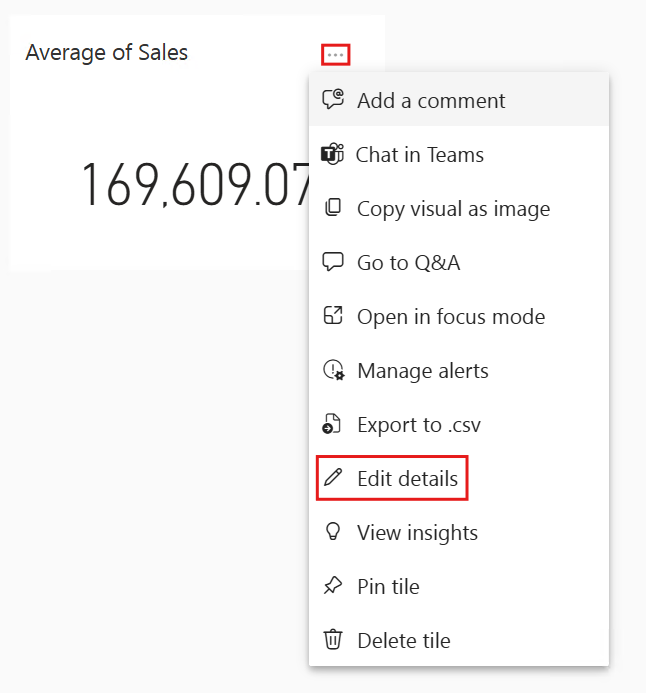 Average of Sales
169,609.07
Add a comment
Chat in Teams
Copy visual as image
Go to Q&A
Open in focus mode
Manage alerts
Export to .csv
Edit details
View insights
Pin tile
Delete tile